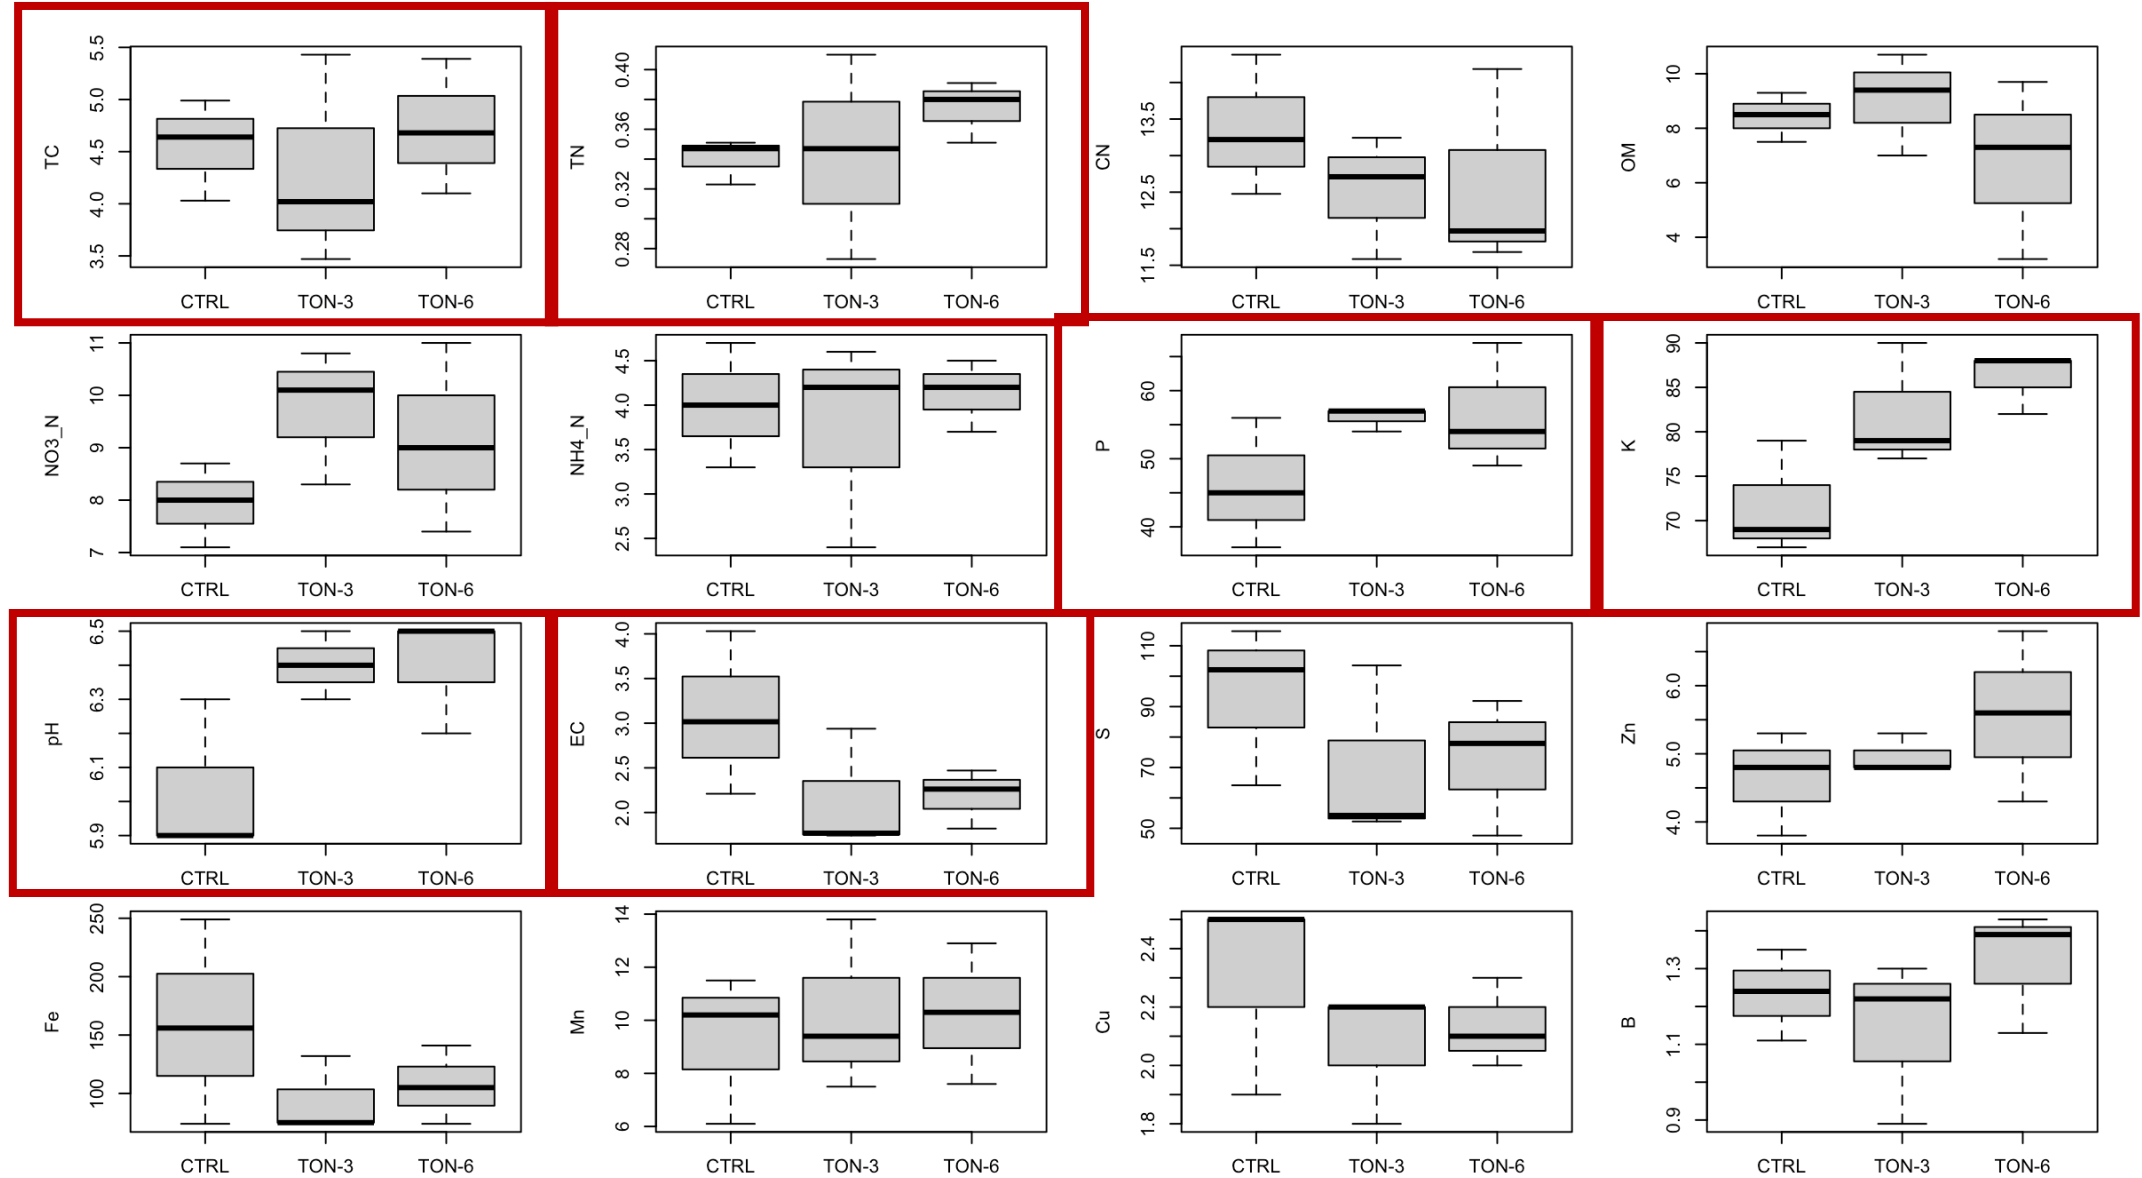 TC
5.5
5.0
4.5
4.0
3.5
CTRL TON-3 TON-6
TN
0.40
0.36
0.32
0.28
CTRL TON-3 TON-6
CN
13.5
12.5
11.5
CTRL TON-3 TON-6
OM
10
8
6
4
CTRL TON-3 TON-6
NO3_N
11
10
9
8
7
CTRL TON-3 TON-6
NH4_N
4.5
4.0
3.5
3.0
2.5
CTRL TON-3 TON-6
P
60
50
40
CTRL TON-3 TON-6
K
90
85
80
75
70
CTRL TON-3 TON-6
pH
6.5
6.3
6.1
5.9
CTRL TON-3 TON-6
EC
4.0
3.5
3.0
2.5
2.0
CTRL TON-3 TON-6
S
110
90
70
50
CTRL TON-3 TON-6
Zn
6.0
5.0
4.0
CTRL TON-3 TON-6
Fe
250
200
150
100
CTRL TON-3 TON-6
Mn
14
12
10
8
6
CTRL TON-3 TON-6
Cu
2.4
2.2
2.0
1.8
CTRL TON-3 TON-6
B
1.3
1.1
0.9
CTRL TON-3 TON-6